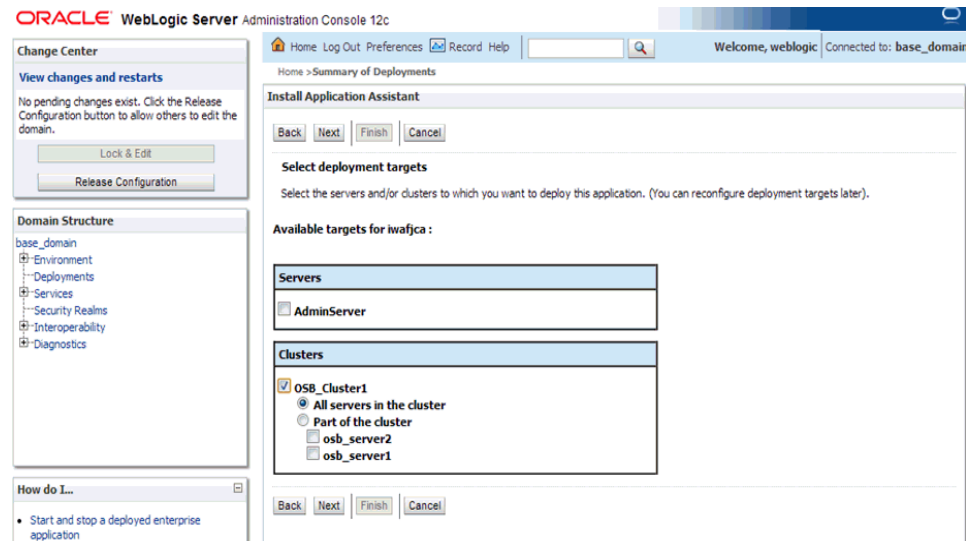 ORACLE WebLogic Server Administration Console 12c
Change Center
View changes and restarts
No pending changes exist. Click the Release
Configuration button to allow others to edit the
domain.
Lock & Edit
Release Configuration
Domain Structure
base_domain
Environment
Deployments
Services
Security Realms
Interoperability
Diagnostics
How do I...
Start and stop a deployed enterprise
application
Home Log Out Preferences Record Help
Welcome, weblogic Connected to: base_domain
Home >Summary of Deployments
Install Application Assistant
Back Next Finish Cancel
Select deployment targets
Select the servers and/or clusters to which you want to deploy this application. (You can reconfigure deployment targets later).
Available targets for iwafjca :
Servers
AdminServer
Clusters
OSB_Cluster1
All servers in the cluster
Part of the cluster
osb_server2
osb_server1
Back Next Finish Cancel